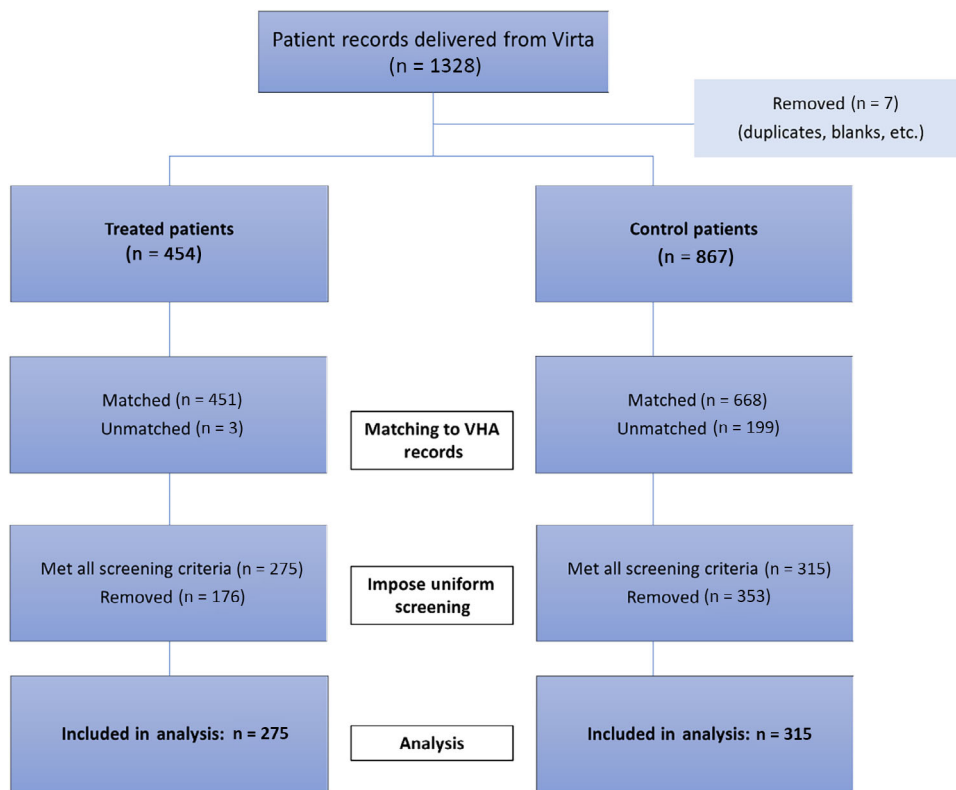 Patient records delivered from Virta
(n = 1328)
Removed (n = 7)
(duplicates, blanks, etc.)
Treated patients
(n = 454)
Control patients
(n = 867)
Matched (n = 451)
Unmatched (n = 3)
Matching to VHA
records
Matched (n = 668)
Unmatched (n = 199)
Met all screening criteria (n = 275)
Removed (n = 176)
Impose uniform
screening
Met all screening criteria (n = 315)
Removed (n = 353)
Included in analysis: n = 275
Analysis
Included in analysis: n = 315